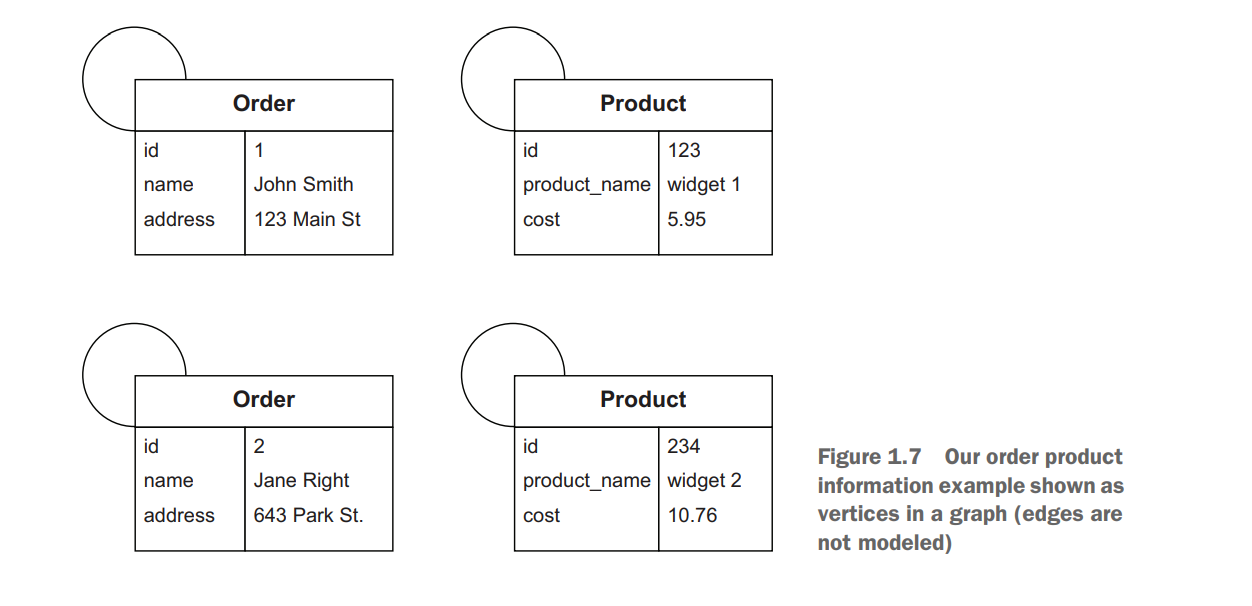 Order
id 1
name John Smith
address 123 Main St
Product
id 123
product_name widget 1
cost 5.95
Order
id 2
name Jane Right
address 643 Park St.
Product
id 234
product_name widget 2
cost 10.76
Figure 1.7 Our order product
information example shown as
vertices in a graph (edges are
not modeled)